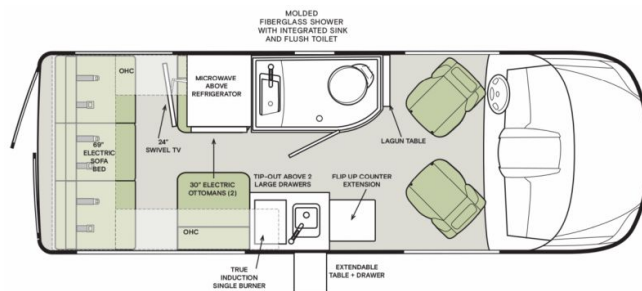 MOLDED
FIBERGLASS SHOWER
WITH INTEGRATED SINK
AND FLUSH TOILET
OHC
MICROWAVE
ABOVE
REFRIGERATOR
24"
SWIVEL TV
LAGUN TABLE
69"
ELECTRIC
SOFA
BED
30" ELECTRIC
OTTOMANS (2)
TIP-OUT ABOVE 2
LARGE DRAWERS
FLIP UP COUNTER
EXTENSION
OHC
TRUE
INDUCTION
SINGLE BURNER
EXTENDABLE
TABLE + DRAWER